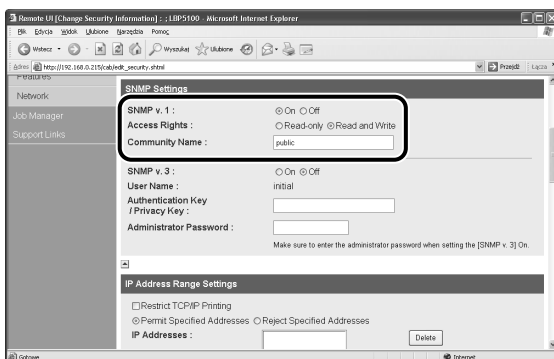 Remote UI [Change Security Information] : ; LBP5100 - Microsoft Internet Explorer
Plik Edycja Widok Ulubione Narzędzia Pomoc
Wstecz Wyszukaj Ulubione
Adres http://192.168.0.215/cab/edit_security.shtml Przejdź Łącza
Features
Network
Job Manager
Support Links
SNMP Settings
SNMP v. 1 : On Off
Access Rights : Read-only Read and Write
Community Name : public
SNMP v. 3 : On Off
User Name : initial
Authentication Key
/ Privacy Key :
Administrator Password :
Make sure to enter the administrator password when setting the [SNMP v. 3] On.
IP Address Range Settings
Restrict TCP/IP Printing
Permit Specified Addresses Reject Specified Addresses
IP Addresses : Delete
Gotowe Internet